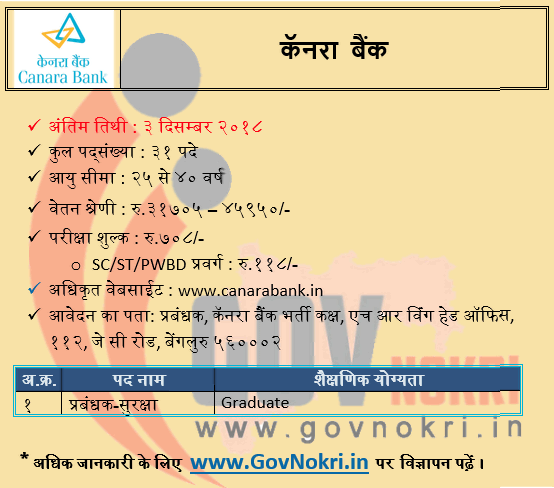 केनरा बैंक
Canara Bank
कॅनरा बैंक
✓ अंतिम तिथी : ३ दिसम्बर २०१८
✓ कुल पद्संख्या : ३१ पदे
✓ आयु सीमा : २५ से ४० वर्ष
✓ वेतन श्रेणी : रु.३१७०५ – ४५९५०/-
✓ परीक्षा शुल्क : रु.७०८/-
o SC/ST/PWBD प्रवर्ग : रु.११८/-
✓ अधिकृत वेबसाईट : www.canarabank.in
✓ आवेदन का पता: प्रबंधक, कॅनरा बैंक भर्ती कक्ष, एच आर विंग हेड ऑफिस,
११२, जे सी रोड, बेंगलुरु ५६०००२
GOV
NOKRI
अ.क्र. पद नाम शैक्षणिक योग्यता
१ प्रबंधक-सुरक्षा Graduate
www.govnokri.in
* अधिक जानकारी के लिए www.GovNokri.in पर विज्ञापन पढ़ें ।